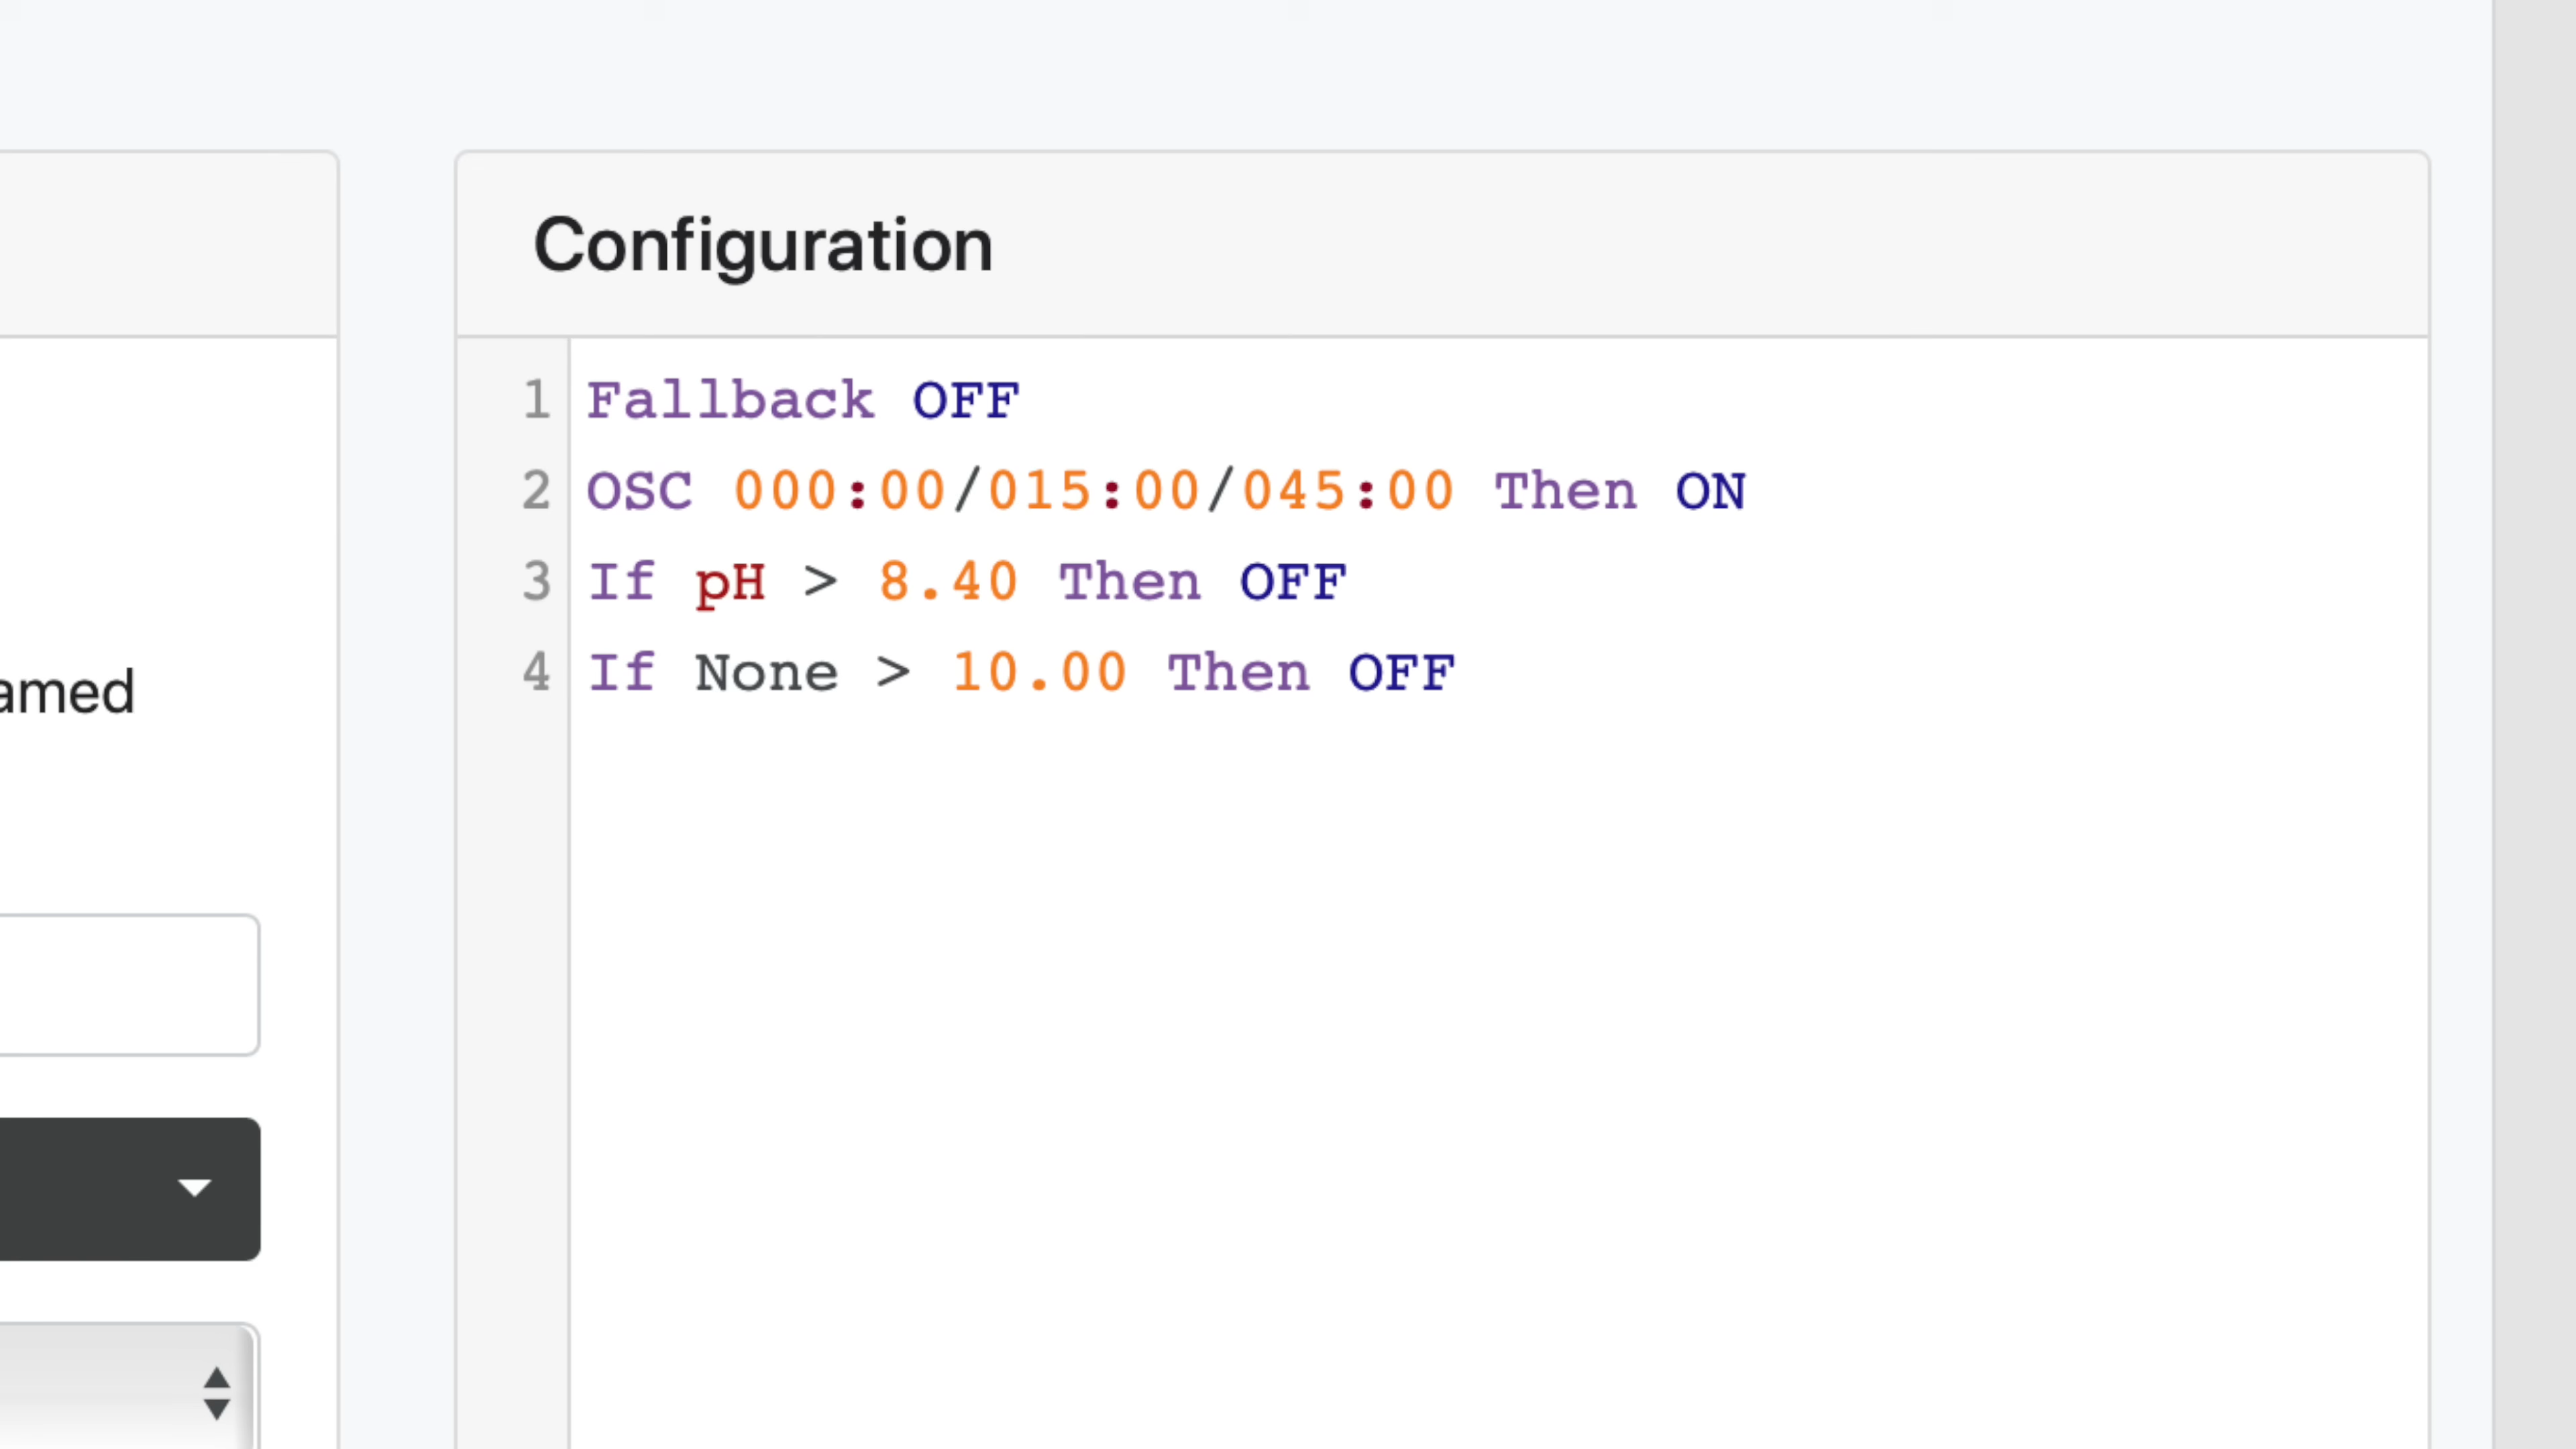 Configuration
1 Fallback OFF
2 OSC 000:00/015:00/045:00 Then ON
3 If pH > 8.40 Then OFF
4 If None > 10.00 Then OFF
amed